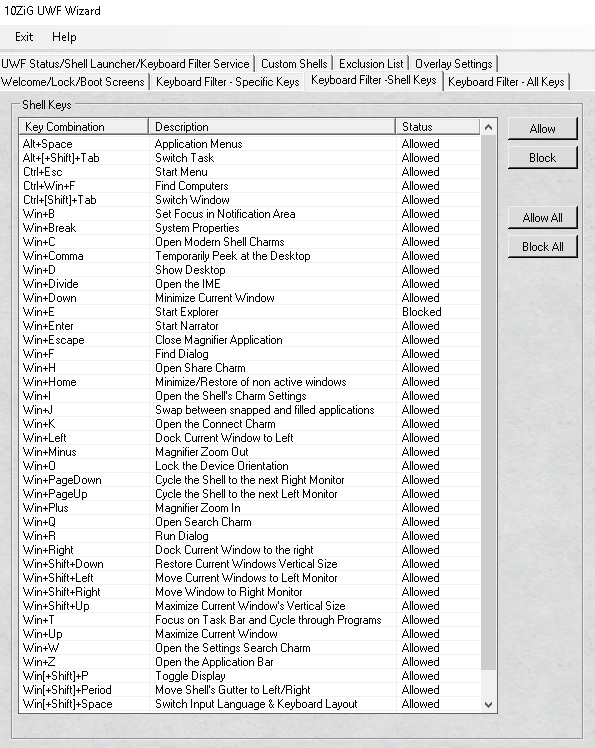 10ZiG UWF Wizard
Exit Help
UWF Status/Shell Launcher/Keyboard Filter Service Custom Shells Exclusion List Overlay Settings
Welcome/Lock/Boot Screens Keyboard Filter - Specific Keys Keyboard Filter -Shell Keys Keyboard Filter - All Keys
Shell Keys
Key Combination Description Status
Alt+Space Application Menus Allowed
Alt+[+Shift]+Tab Switch Task Allowed
Ctrl+Esc Start Menu Allowed
Ctrl+Win+F Find Computers Allowed
Ctrl+[Shift]+Tab Switch Window Allowed
Win+B Set Focus in Notification Area Allowed
Win+Break System Properties Allowed
Win+C Open Modern Shell Charms Allowed
Win+Comma Temporarily Peek at the Desktop Allowed
Win+D Show Desktop Allowed
Win+Divide Open the IME Allowed
Win+Down Minimize Current Window Allowed
Win+E Start Explorer Blocked
Win+Enter Start Narrator Allowed
Win+Escape Close Magnifier Application Allowed
Win+F Find Dialog Allowed
Win+H Open Share Charm Allowed
Win+Home Minimize/Restore of non active windows Allowed
Win+I Open the Shell's Charm Settings Allowed
Win+J Swap between snapped and filled applications Allowed
Win+K Open the Connect Charm Allowed
Win+Left Dock Current Window to Left Allowed
Win+Minus Magnifier Zoom Out Allowed
Win+O Lock the Device Orientation Allowed
Win+PageDown Cycle the Shell to the next Right Monitor Allowed
Win+PageUp Cycle the Shell to the next Left Monitor Allowed
Win+Plus Magnifier Zoom In Allowed
Win+Q Open Search Charm Allowed
Win+R Run Dialog Allowed
Win+Right Dock Current Window to the right Allowed
Win+Shift+Down Restore Current Windows Vertical Size Allowed
Win+Shift+Left Move Current Windows to Left Monitor Allowed
Win+Shift+Right Move Window to Right Monitor Allowed
Win+Shift+Up Maximize Current Window's Vertical Size Allowed
Win+T Focus on Task Bar and Cycle through Programs Allowed
Win+Up Maximize Current Window Allowed
Win+W Open the Settings Search Charm Allowed
Win+Z Open the Application Bar Allowed
Win[+Shift]+P Toggle Display Allowed
Win[+Shift]+Period Move Shell's Gutter to Left/Right Allowed
Win[+Shift]+Space Switch Input Language & Keyboard Layout Allowed
Allow
Block
Allow All
Block All